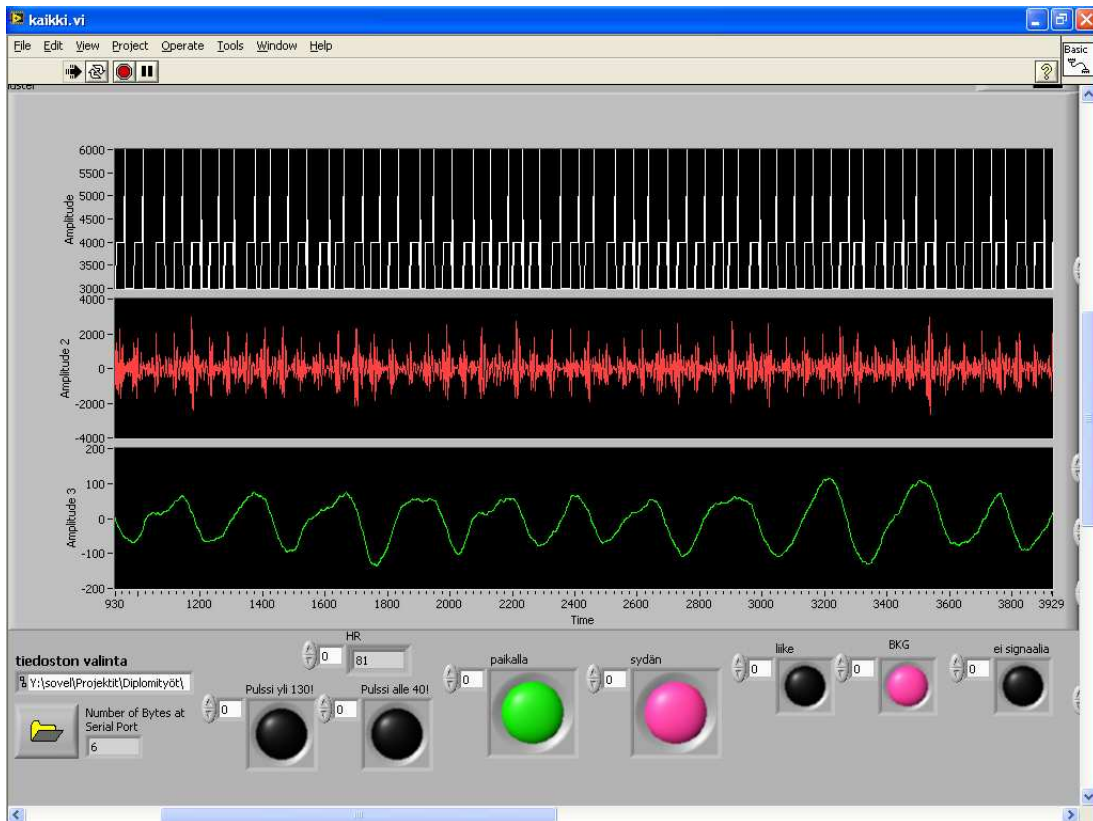 kaikki.vi
File Edit View Project Operate Tools Window Help
Basic
6000
5500
5000
4500
4000
3500
3000
Amplitude
4000
2000
0
-2000
-4000
Amplitude 2
200
100
0
-100
-200
Amplitude 3
930 1200 1400 1600 1800 2000 2200 2400 2600 2800 3000 3200 3400 3600 3800 3929
Time
HR
0 81
tiedoston valinta
Y:\sovel\Projektit\Diplomityöt\
Number of Bytes at
Serial Port
6
Pulssi yli 130!
0
Pulssi alle 40!
0
paikalla
0
sydän
0
liike
0
BKG
0
ei signaalia
0